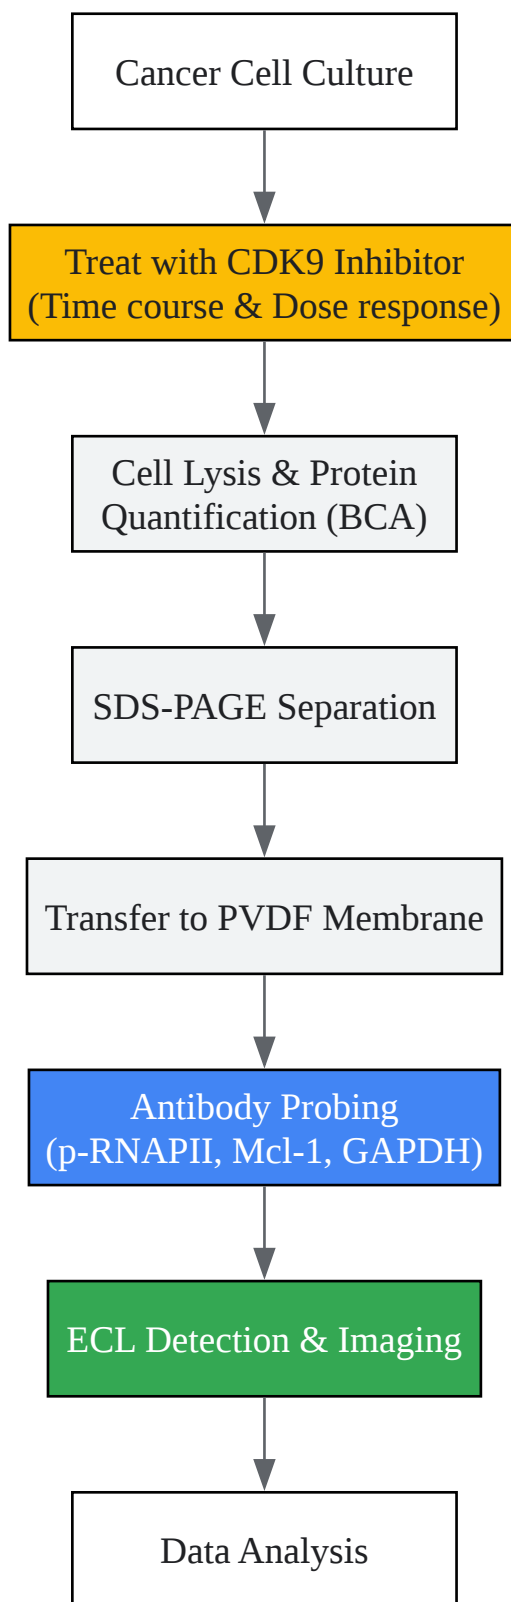 Cancer Cell Culture
Treat with CDK9 Inhibitor
(Time course & Dose response)
Cell Lysis & Protein
Quantification (BCA)
SDS-PAGE Separation
Transfer to PVDF Membrane
Antibody Probing
(p-RNAPII, Mcl-1, GAPDH)
ECL Detection & Imaging
Data Analysis